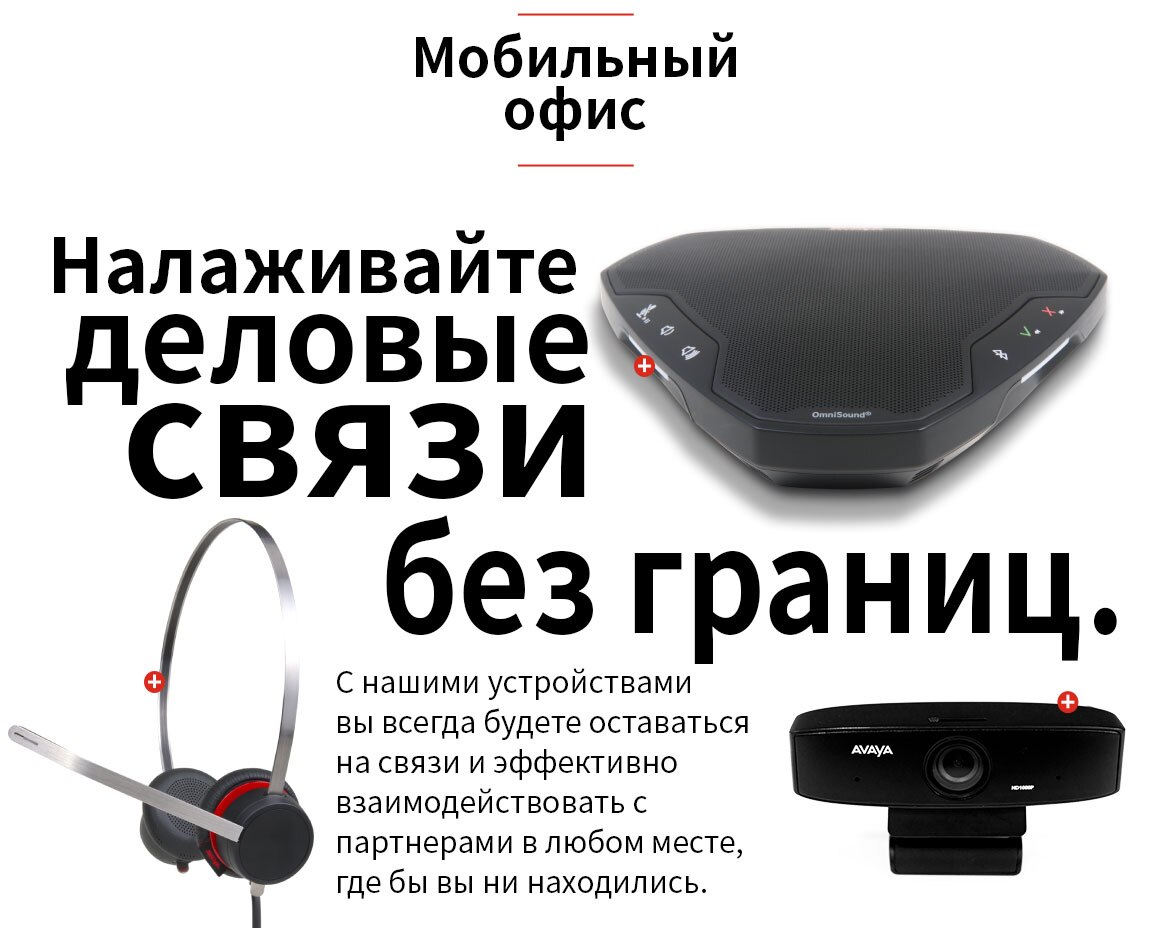 Мобильный
офис
Налаживайте
деловые
связи
без границ.
OmniSound®
С нашими устройствами
вы всегда будете оставаться
на связи и эффективно
взаимодействовать с
партнерами в любом месте,
где бы вы ни находились.
AVAYA
HD1080P